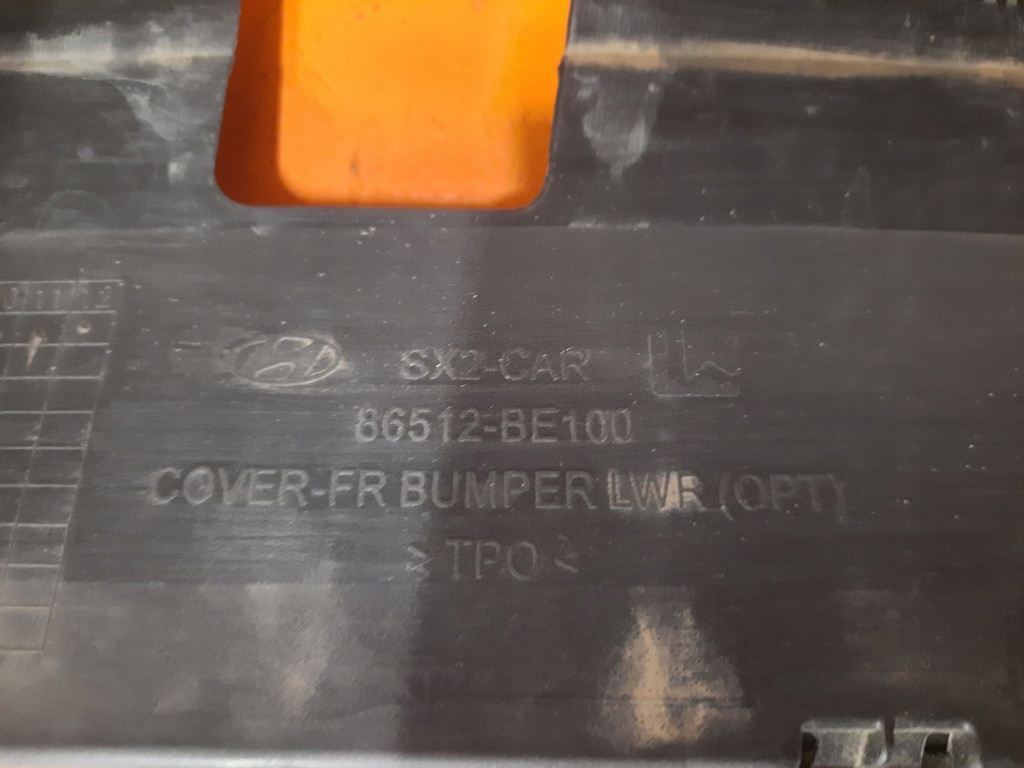 SX2-CAR
86512-BE100
COVER-FR BUMPER LWR (OPT)
>TPO<